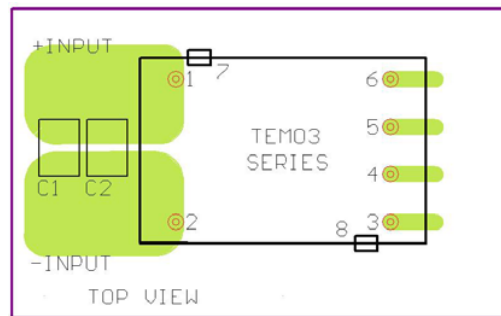 +INPUT
1
7
6
TEM03
SERIES
5
4
C1
C2
2
8
3
-INPUT
TOP VIEW